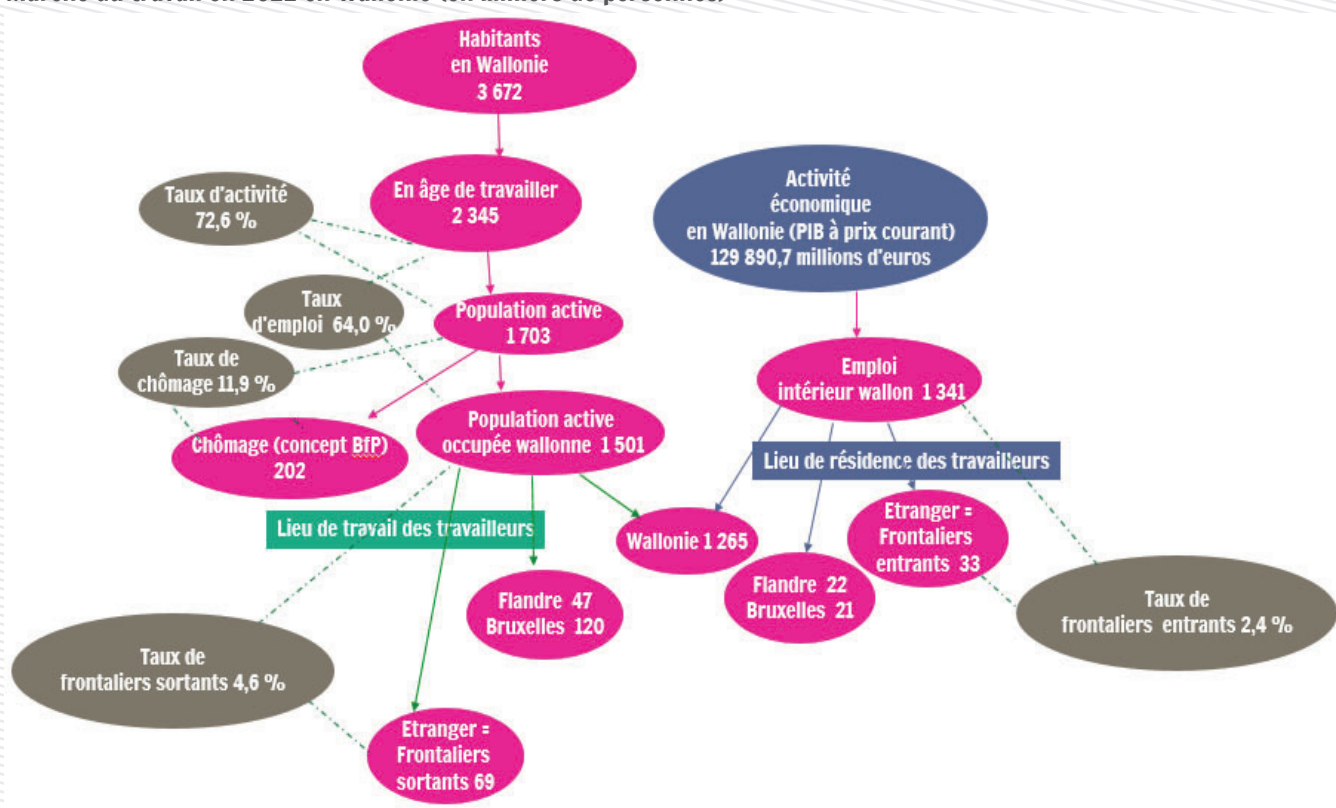 Habitants
en Wallonie
3 672
En âge de travailler
2 345
Taux d'activité
72,6 %
Activité
économique
en Wallonie (PIB à prix courant)
129 890,7 millions d'euros
Taux
d'emploi 64,0 %
Population active
1 703
Taux de
chômage 11,9 %
Emploi
intérieur wallon 1 341
Chômage (concept BfP)
202
Population active
occupée wallonne 1 501
Lieu de résidence des travailleurs
Lieu de travail des travailleurs
Wallonie 1 265
Etranger =
Frontaliers
entrants 33
Flandre 22
Bruxelles 21
Flandre 47
Bruxelles 120
Taux de
frontaliers entrants 2,4 %
Taux de
frontaliers sortants 4,6 %
Etranger =
Frontaliers
sortants 69